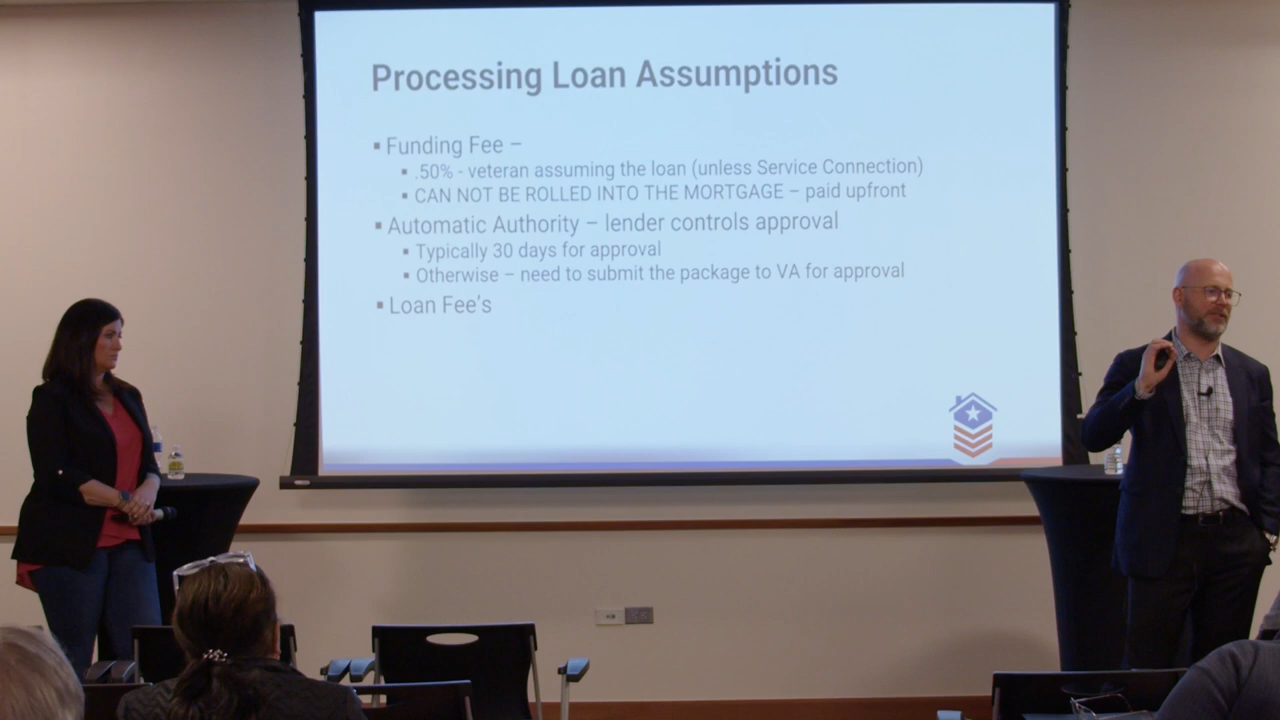 Processing Loan Assumptions
▪ Funding Fee –
▪ .50% - veteran assuming the loan (unless Service Connection)
▪ CAN NOT BE ROLLED INTO THE MORTGAGE – paid upfront
▪ Automatic Authority – lender controls approval
▪ Typically 30 days for approval
▪ Otherwise – need to submit the package to VA for approval
▪ Loan Fee's